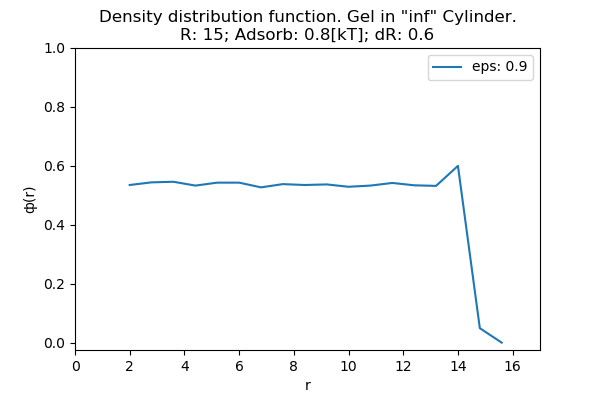 Density distribution function. Gel in "inf" Cylinder.
R: 15; Adsorb: 0.8[kT]; dR: 0.6
eps: 0.9
1.0
0.8
0.6
0.4
0.2
0.0
ф(r)
0 2 4 6 8 10 12 14 16
r